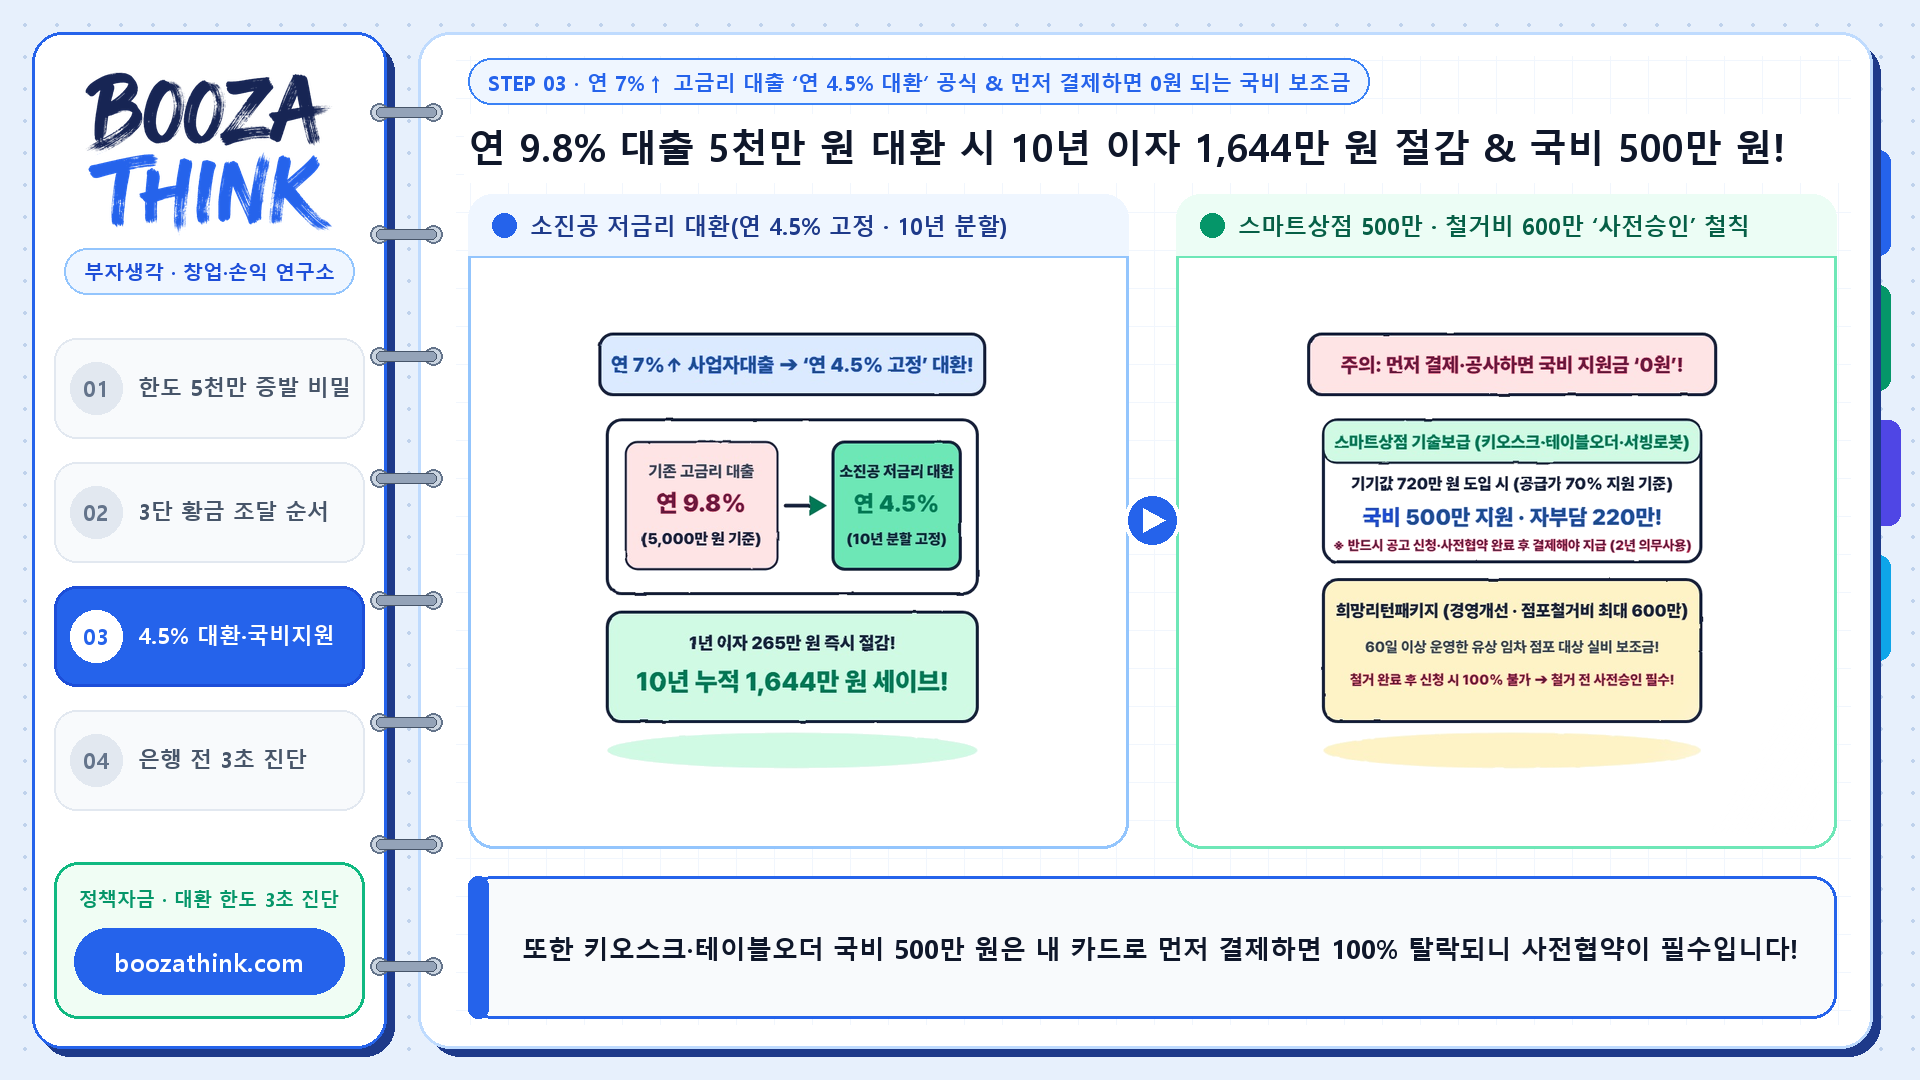 BOOZA
THINK
부자생각 · 창업·손익 연구소
01 한도 5천만 증발 비밀
02 3단 황금 조달 순서
03 4.5% 대환·국비지원
04 은행 전 3초 진단
정책자금 · 대환 한도 3초 진단
boozathink.com
STEP 03 · 연 7%↑ 고금리 대출 ‘연 4.5% 대환’ 공식 & 먼저 결제하면 0원 되는 국비 보조금
연 9.8% 대출 5천만 원 대환 시 10년 이자 1,644만 원 절감 & 국비 500만 원!
소진공 저금리 대환(연 4.5% 고정 · 10년 분할)
연 7%↑ 사업자대출 → ‘연 4.5% 고정’ 대환!
기존 고금리 대출
연 9.8%
(5,000만 원 기준)
소진공 저금리 대환
연 4.5%
(10년 분할 고정)
1년 이자 265만 원 즉시 절감!
10년 누적 1,644만 원 세이브!
스마트상점 500만 · 철거비 600만 ‘사전승인’ 철칙
주의: 먼저 결제·공사하면 국비 지원금 ‘0원’!
스마트상점 기술보급 (키오스크·테이블오더·서빙로봇)
기기값 720만 원 도입 시 (공급가 70% 지원 기준)
국비 500만 지원 · 자부담 220만!
※ 반드시 공고 신청·사전협약 완료 후 결제해야 지급 (2년 의무사용)
희망리턴패키지 (경영개선 · 점포철거비 최대 600만)
60일 이상 운영한 유상 임차 점포 대상 실비 보조금!
철거 완료 후 신청 시 100% 불가 → 철거 전 사전승인 필수!
또한 키오스크·테이블오더 국비 500만 원은 내 카드로 먼저 결제하면 100% 탈락되니 사전협약이 필수입니다!